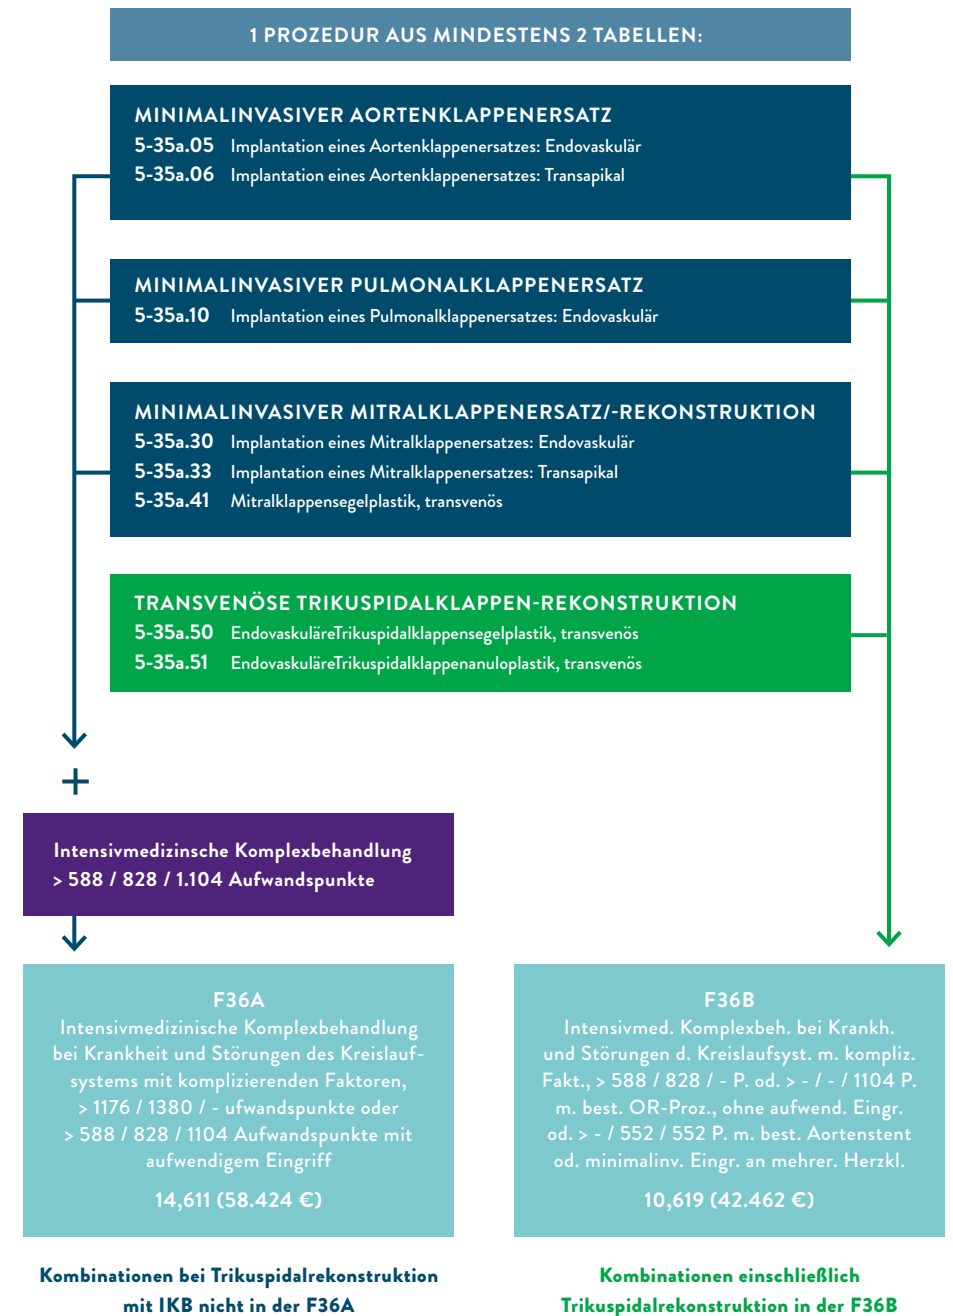 1 PROZEDUR AUS MINDESTENS 2 TABELLEN:
MINIMALINVASIVER AORTENKLAPPENERSATZ
5-35a.05 Implantation eines Aortenklappenersatzes: Endovaskulär
5-35a.06 Implantation eines Aortenklappenersatzes: Transapikal
MINIMALINVASIVER PULMONALKLAPPENERSATZ
5-35a.10 Implantation eines Pulmonalklappenersatzes: Endovaskulär
MINIMALINVASIVER MITRALKLAPPENERSATZ/-REKONSTRUKTION
5-35a.30 Implantation eines Mitralklappenersatzes: Endovaskulär
5-35a.33 Implantation eines Mitralklappenersatzes: Transapikal
5-35a.41 Mitralklappensegelplastik, transvenös
TRANSVENÖSE TRIKUSPIDALKLAPPEN-REKONSTRUKTION
5-35a.50 EndovaskuläreTrikuspidalklappensegelplastik, transvenös
5-35a.51 EndovaskuläreTrikuspidalklappenanuloplastik, transvenös
+
Intensivmedizinsche Komplexbehandlung
> 588 / 828 / 1.104 Aufwandspunkte
F36A
Intensivmedizinische Komplexbehandlung
bei Krankheit und Störungen des Kreislauf-
systems mit komplizierenden Faktoren,
> 1176 / 1380 / - ufwandspunkte oder
> 588 / 828 / 1104 Aufwandspunkte mit
aufwendigem Eingriff
14,611 (58.424 €)
Kombinationen bei Trikuspidalrekonstruktion
mit IKB nicht in der F36A
F36B
Intensivmed. Komplexbeh. bei Krankh.
und Störungen d. Kreislaufsyst. m. kompliz.
Fakt., > 588 / 828 / - P. od. > - / - / 1104 P.
m. best. OR-Proz., ohne aufwend. Eingr.
od. > - / 552 / 552 P. m. best. Aortenstent
od. minimalinv. Eingr. an mehrer. Herzkl.
10,619 (42.462 €)
Kombinationen einschließlich
Trikuspidalrekonstruktion in der F36B